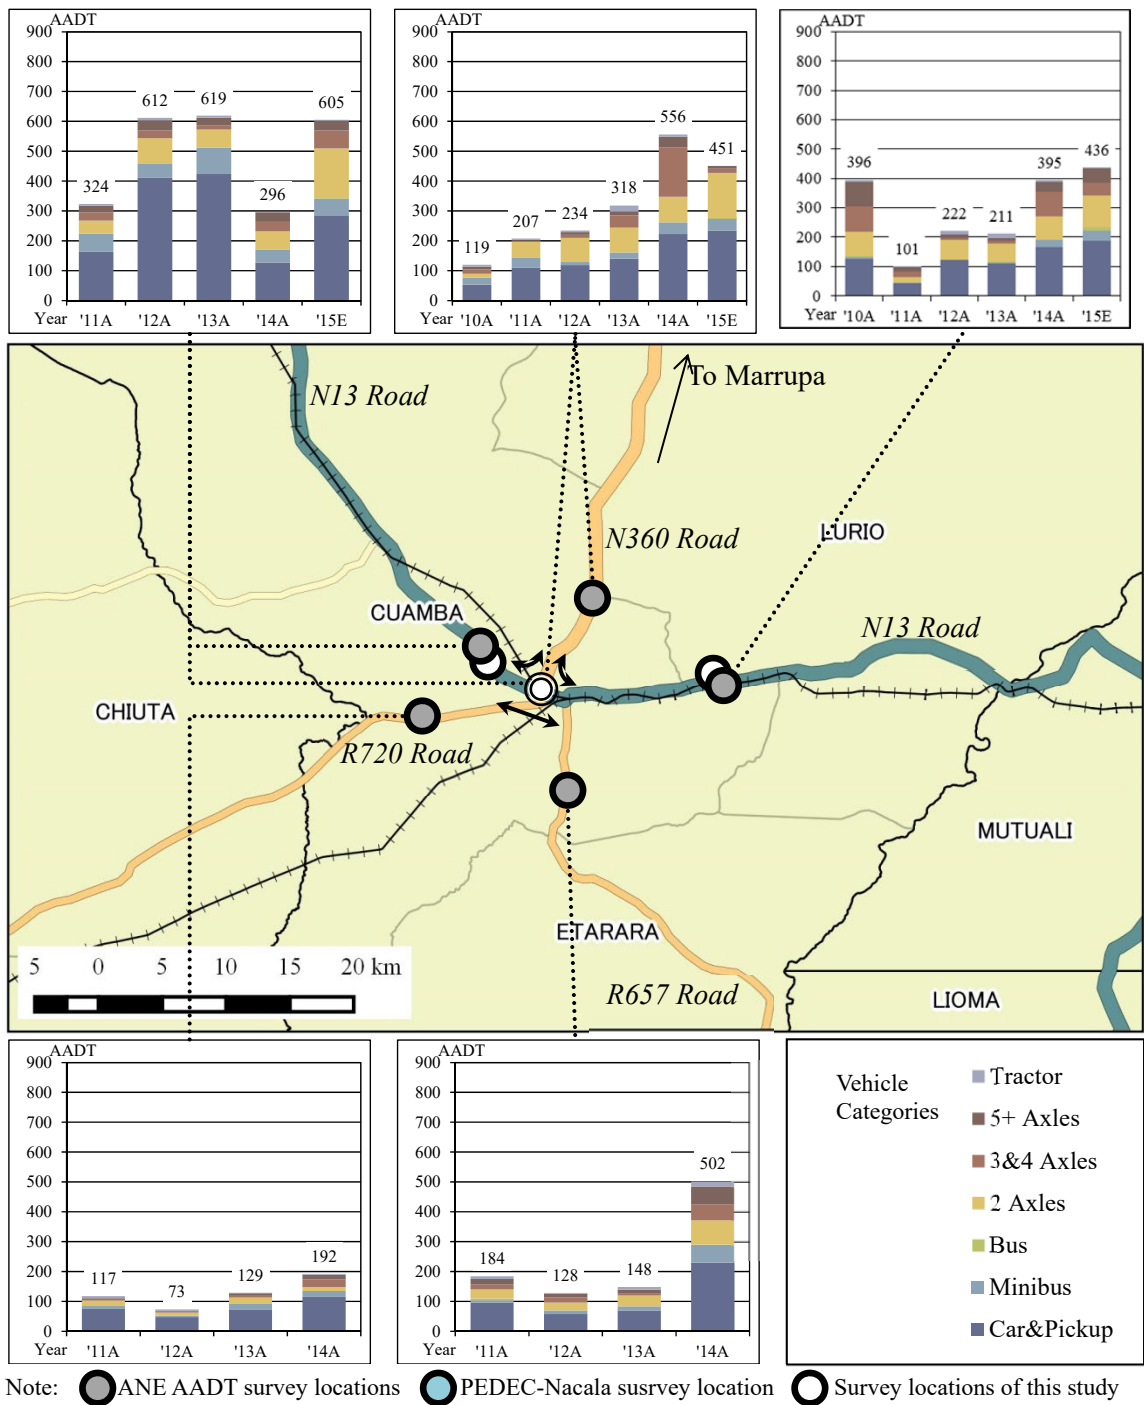 AADT
900
800
700
600
500
400
300
200
100
0
324
612
619
296
605
Year '11A '12A '13A '14A '15E
AADT
900
800
700
600
500
400
300
200
100
0
119
207
234
318
556
451
Year '10A '11A '12A '13A '14A '15E
AADT
900
800
700
600
500
400
300
200
100
0
396
101
222
211
395
436
Year '10A '11A '12A '13A '14A '15E
N13 Road
To Marrupa
N360 Road
LURIO
CUAMBA
N13 Road
CHIUTA
R720 Road
MUTUALI
ETARARA
R657 Road
LIOMA
5 0 5 10 15 20 km
AADT
900
800
700
600
500
400
300
200
100
0
117
73
129
192
Year '11A '12A '13A '14A
AADT
900
800
700
600
500
400
300
200
100
0
184
128
148
502
Year '11A '12A '13A '14A
Vehicle
Categories
Tractor
5+ Axles
3&4 Axles
2 Axles
Bus
Minibus
Car&Pickup
Note: ANE AADT survey locations PEDEC-Nacala susrvey location Survey locations of this study